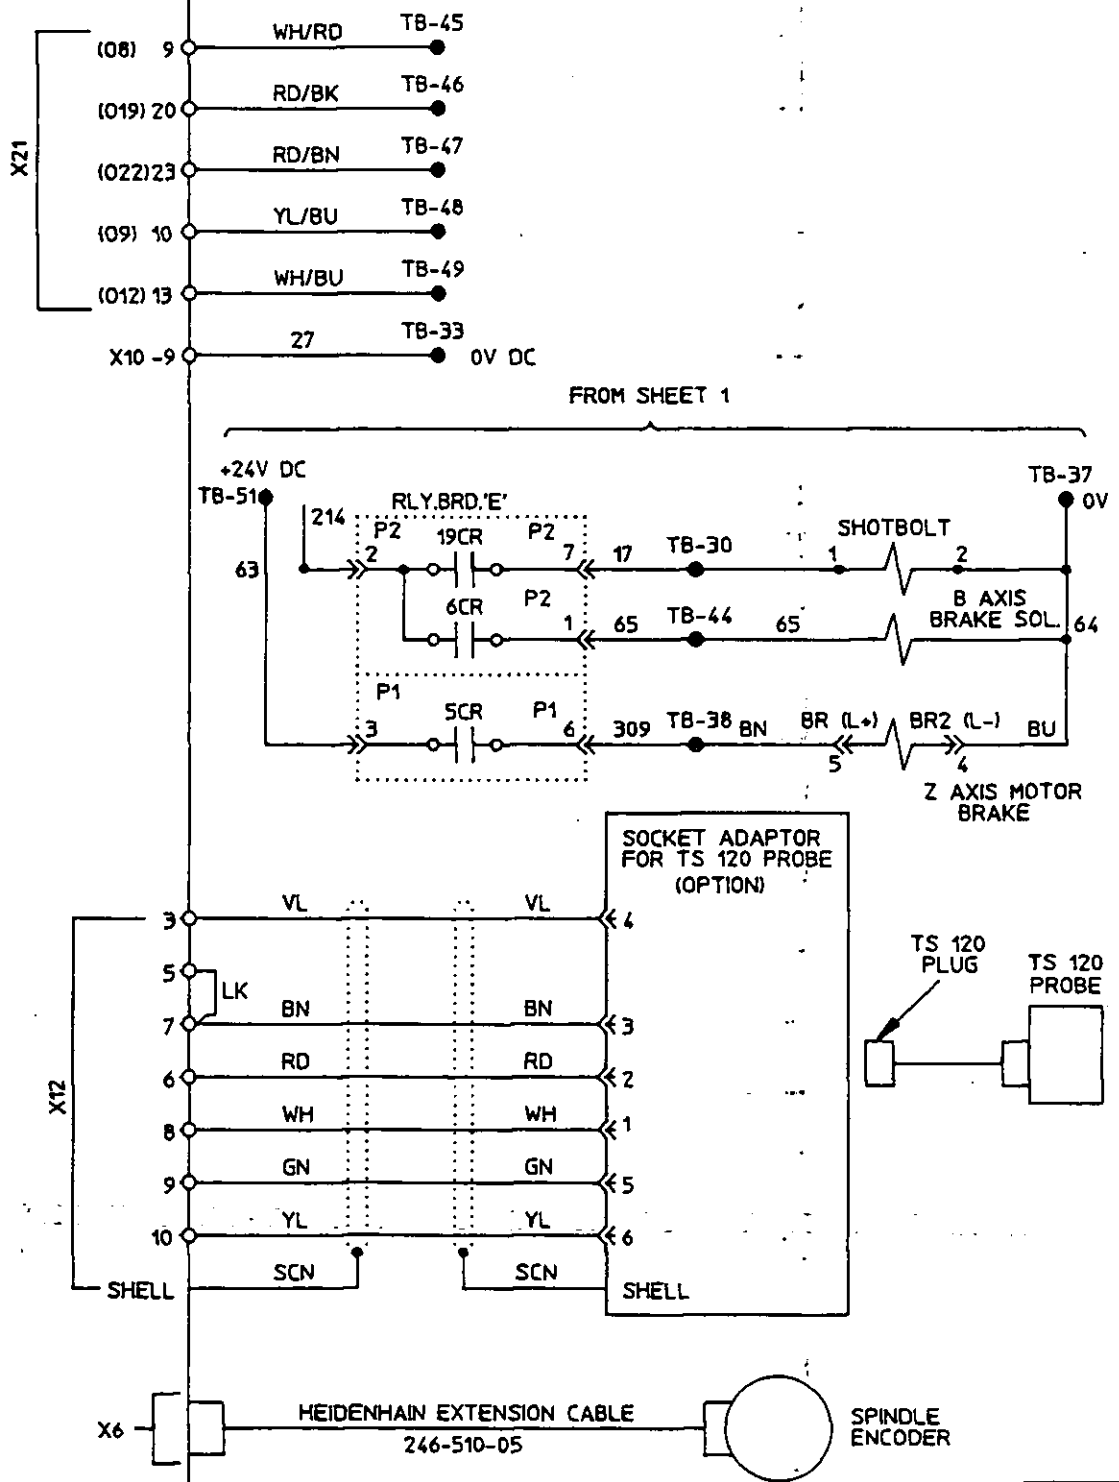 WH/RD TB-45
(O8) 9
RD/BK TB-46
(O19) 20
RD/BN TB-47
(O22) 23
YL/BU TB-48
(O9) 10
WH/BU TB-49
(O12) 13
X21
27 TB-33
X10 -9 0V DC
FROM SHEET 1
+24V DC
TB-51
TB-37
0V
214
RLY.BRD.'E'
P2 19CR P2
2 7 17 TB-30 1 SHOTBOLT 2
63
6CR P2
1 65 TB-44 65
B AXIS
BRAKE SOL.
64
P1 5CR P1
3 6 309 TB-38 BN BR (L+) BR2 (L-) BU
5 4
Z AXIS MOTOR
BRAKE
SOCKET ADAPTOR
FOR TS 120 PROBE
(OPTION)
3 VL VL 4
5
LK
7 BN BN 3
6 RD RD 2
8 WH WH 1
9 GN GN 5
10 YL YL 6
SHELL SCN SCN SHELL
X12
TS 120
PLUG
TS 120
PROBE
X6
HEIDENHAIN EXTENSION CABLE
246-510-05
SPINDLE
ENCODER